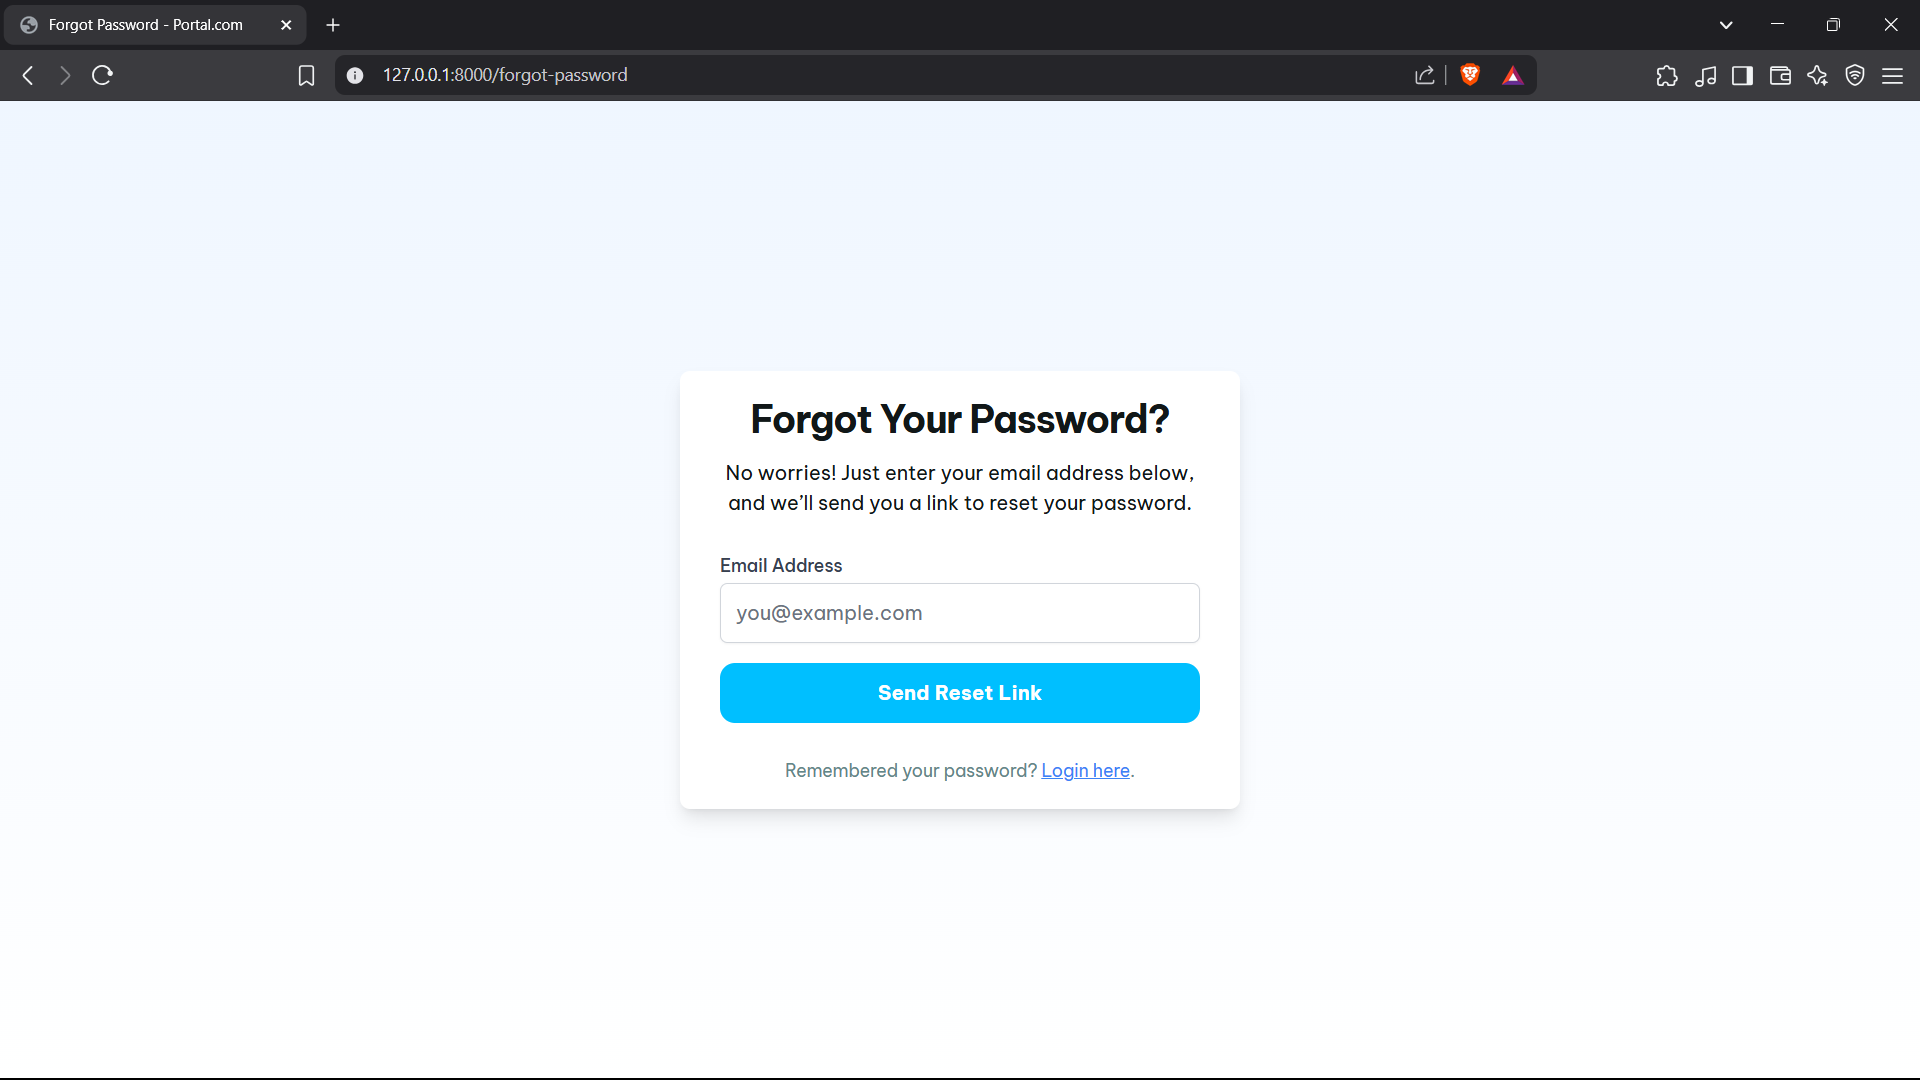 Forgot Password - Portal.com
127.0.0.1:8000/forgot-password
Forgot Your Password?
No worries! Just enter your email address below,
and we’ll send you a link to reset your password.
Email Address
you@example.com
Send Reset Link
Remembered your password? Login here.